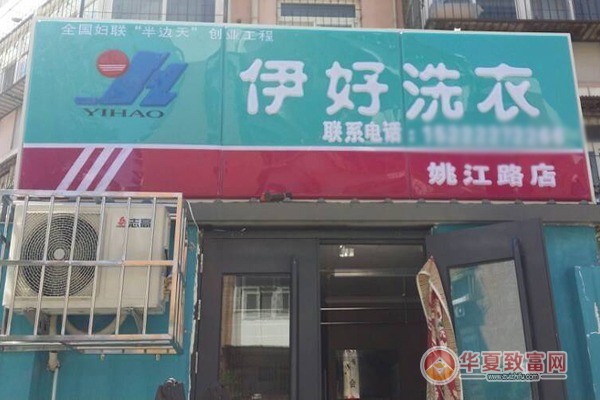 全国妇联"半边天"创业工程
YIHAO
伊好洗衣
联系电话
姚江路店
志高
华夏致富网